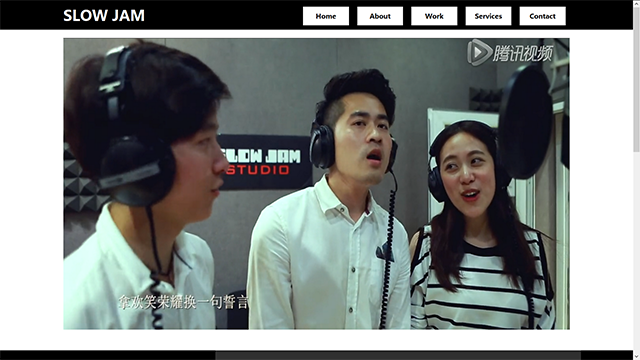 SLOW JAM
Home
About
Work
Services
Contact
腾讯视频
SLOW JAM
STUDIO
拿欢笑荣耀换一句誓言